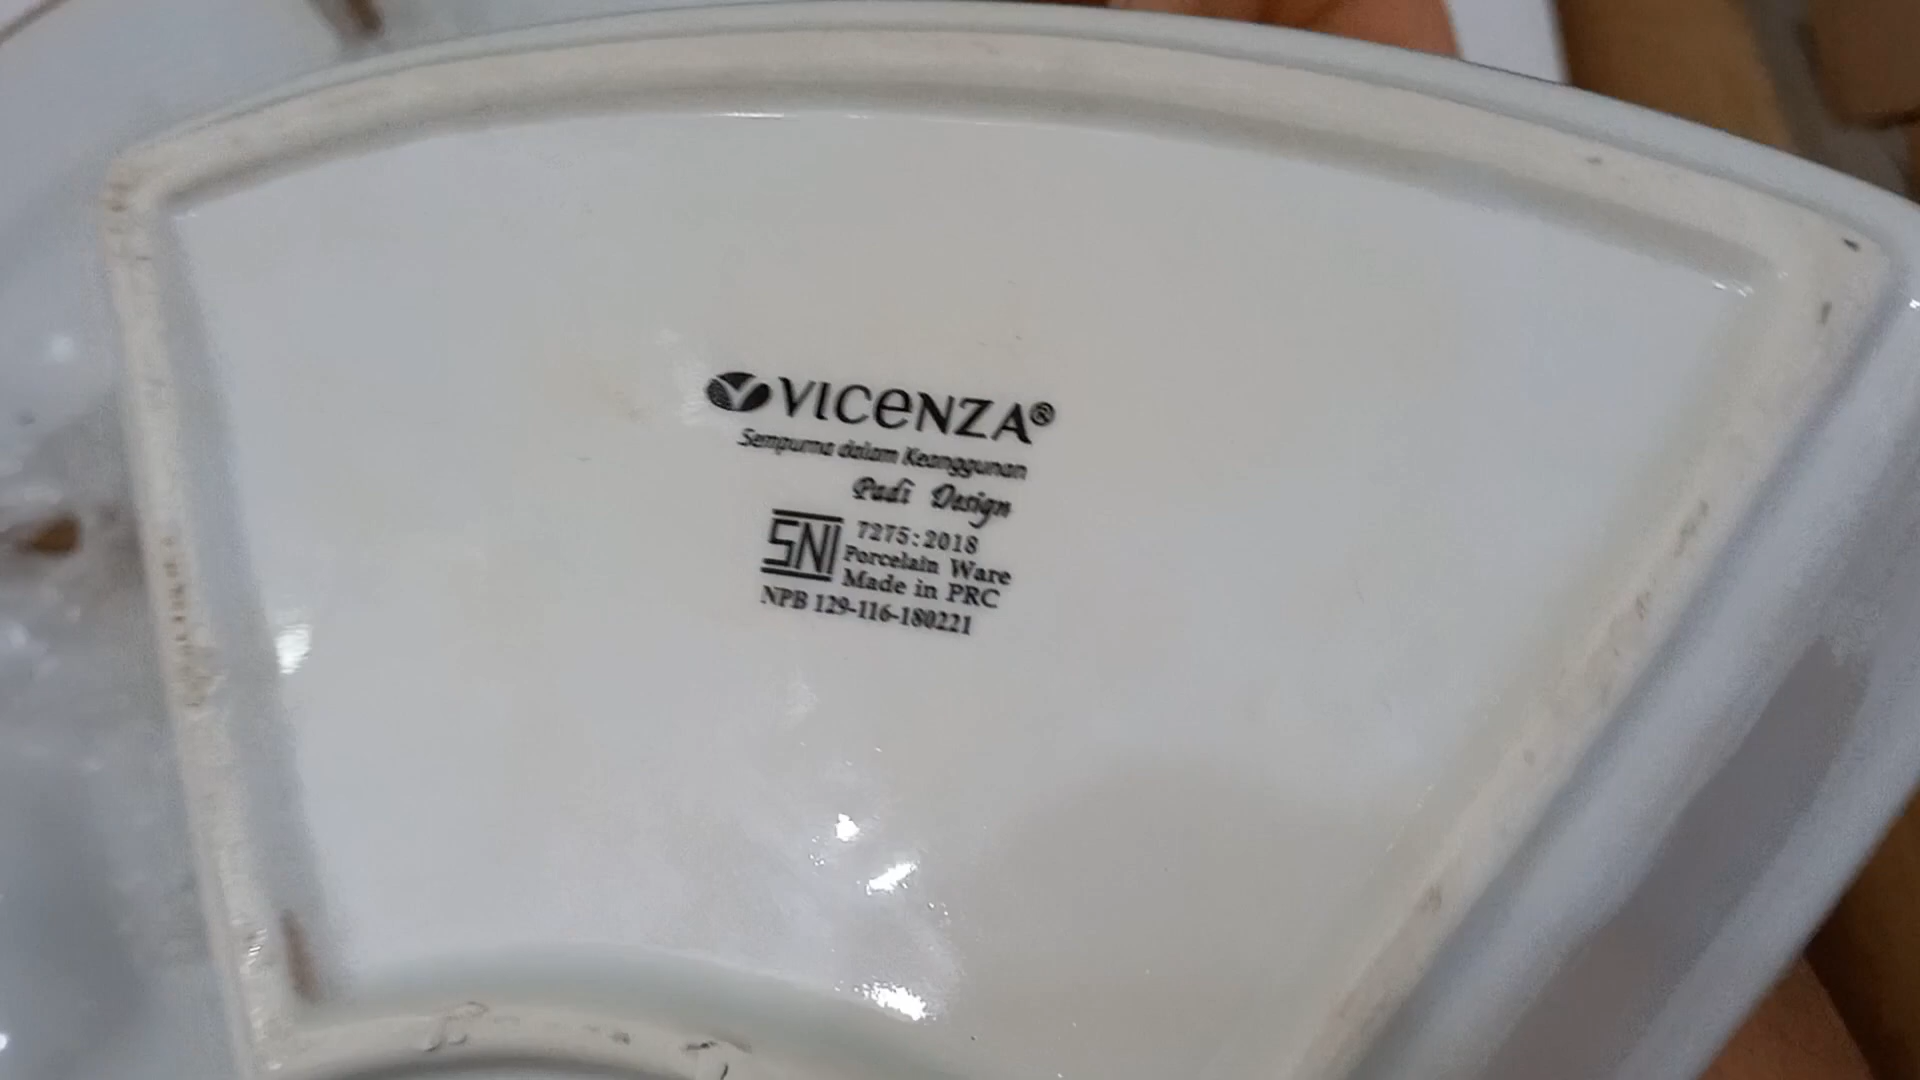 VICENZA®
Sempurna dalam Keanggunan
Padi Design
SNI 7275:2018
Porcelain Ware
Made in PRC
NPB 129-116-180221